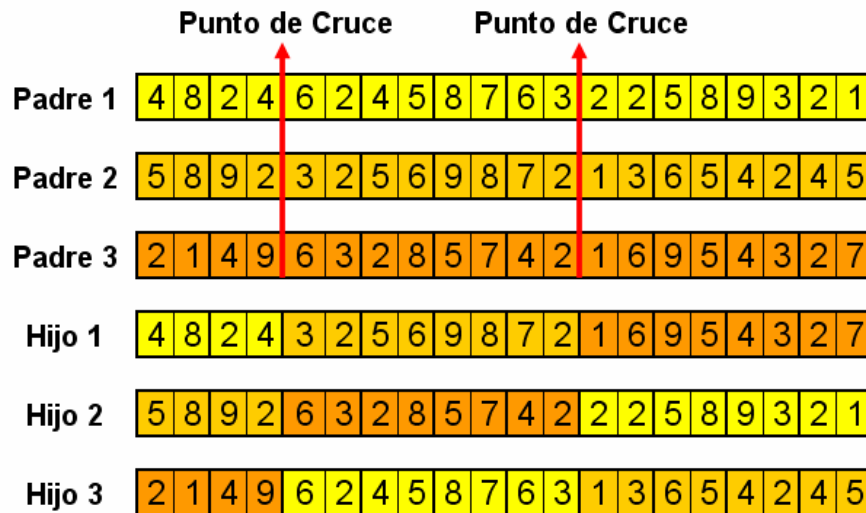 Punto de Cruce Punto de Cruce
Padre 1 4 8 2 4 6 2 4 5 8 7 6 3 2 2 5 8 9 3 2 1
Padre 2 5 8 9 2 3 2 5 6 9 8 7 2 1 3 6 5 4 2 4 5
Padre 3 2 1 4 9 6 3 2 8 5 7 4 2 1 6 9 5 4 3 2 7
Hijo 1 4 8 2 4 3 2 5 6 9 8 7 2 1 6 9 5 4 3 2 7
Hijo 2 5 8 9 2 6 3 2 8 5 7 4 2 2 2 5 8 9 3 2 1
Hijo 3 2 1 4 9 6 2 4 5 8 7 6 3 1 3 6 5 4 2 4 5